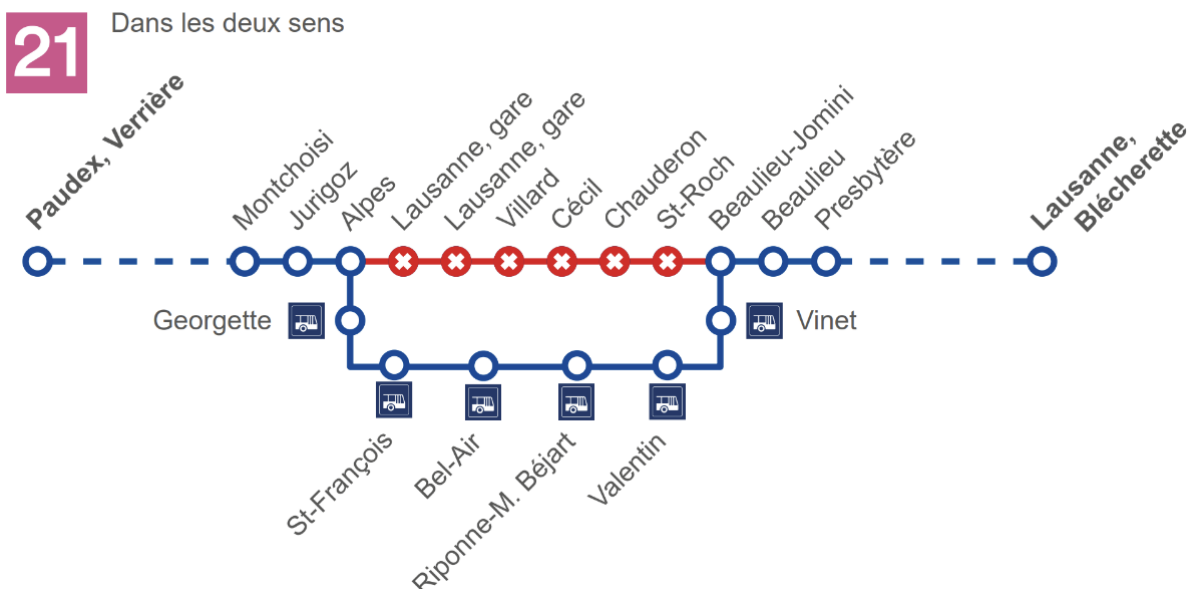 21
Dans les deux sens
Paudex, Verrière
Montchoisi
Jurigoz
Alpes
Lausanne, gare
Lausanne, gare
Villard
Cécil
Chauderon
St-Roch
Beaulieu-Jomini
Beaulieu
Presbytère
Lausanne,
Blécherette
Georgette
Vinet
St-François
Bel-Air
Riponne-M. Béjart
Valentin